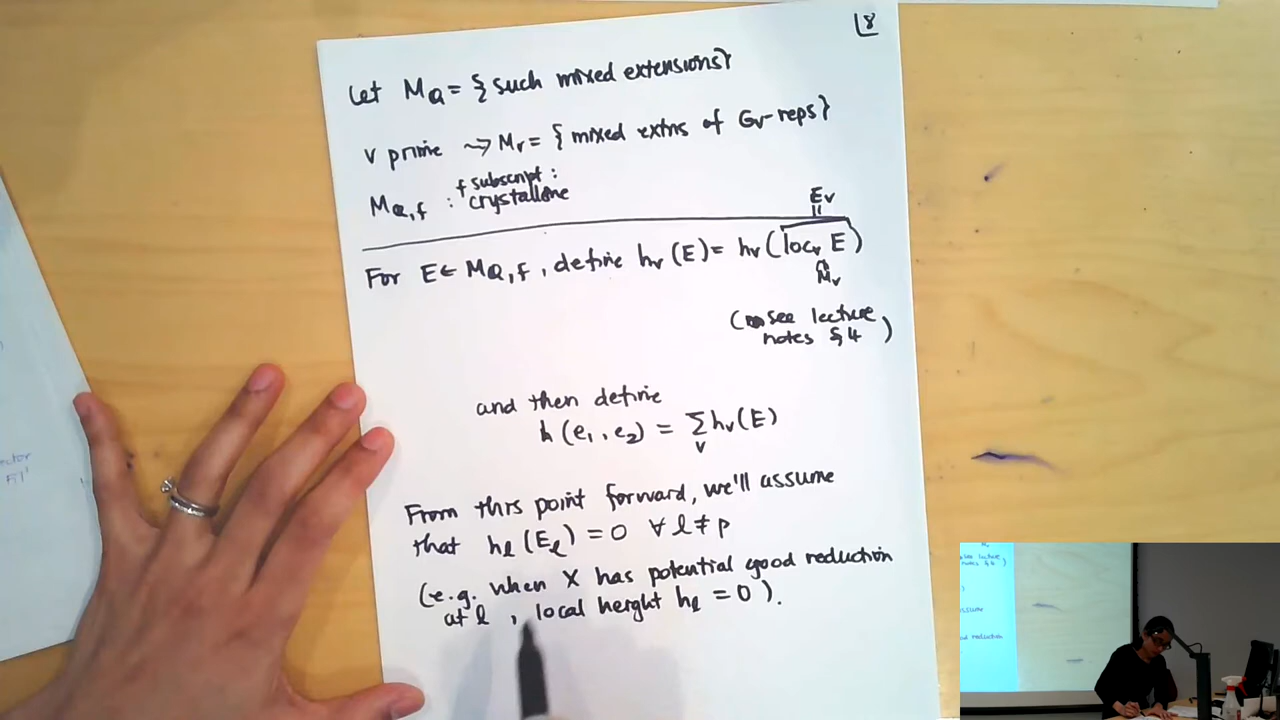 8
Let M_Q = { such mixed extensions }
v prime ⇝ M_v = { mixed extns of G_v-reps }
M_Q,f : f subscript : crystalline
E_v
For E ∈ M_Q,f , define h_v (E) = h_v ( loc_v E )
M_v
( see lecture
notes § 4 )
and then define
h (e_1 , e_2) = Σ_v h_v (E)
From this point forward, we'll assume
that h_ℓ (E_ℓ) = 0 ∀ ℓ ≠ p
(e.g. when X has potential good reduction
at ℓ , local height h_ℓ = 0 ).